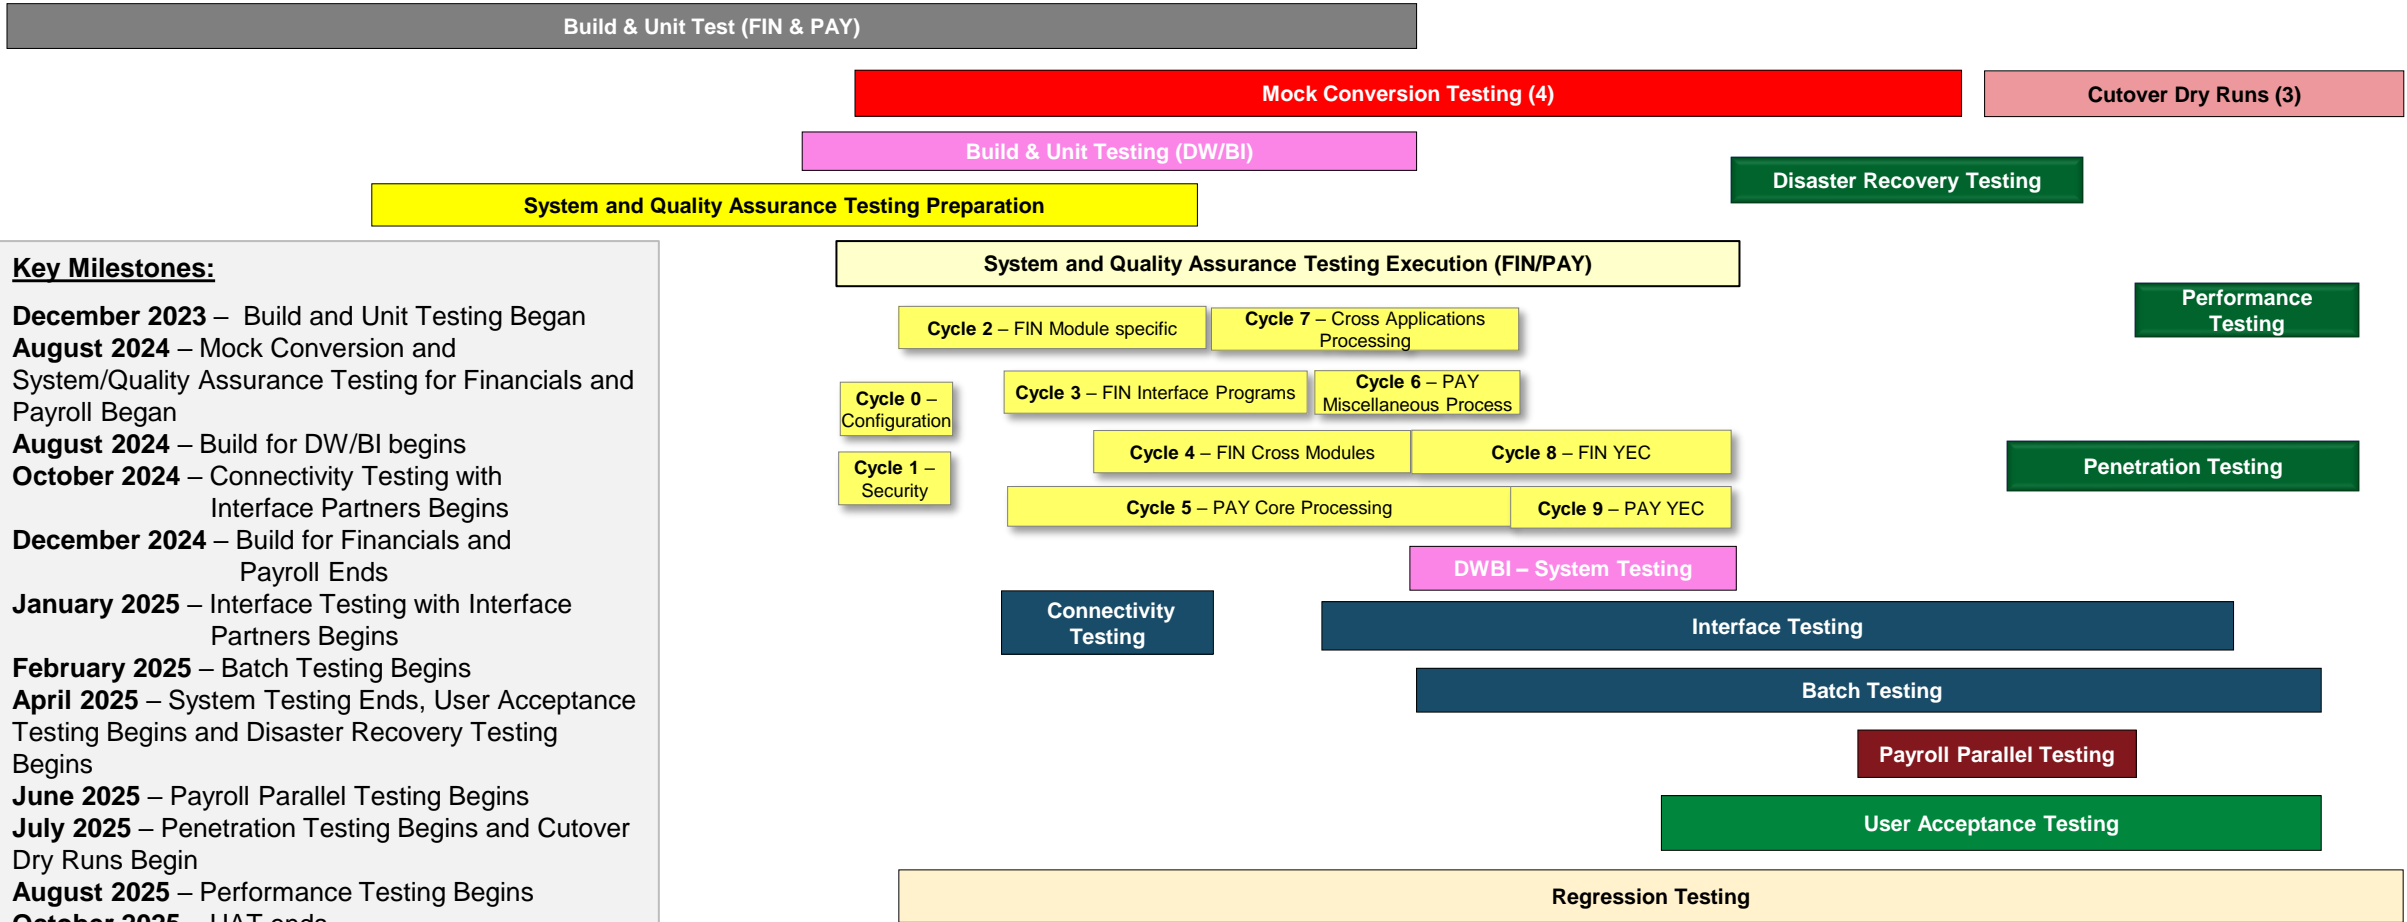 Build & Unit Test (FIN & PAY)
Mock Conversion Testing (4)
Cutover Dry Runs (3)
Build & Unit Testing (DW/BI)
Disaster Recovery Testing
System and Quality Assurance Testing Preparation
Key Milestones:
December 2023 – Build and Unit Testing Began
August 2024 – Mock Conversion and
System/Quality Assurance Testing for Financials and
Payroll Began
August 2024 – Build for DW/BI begins
October 2024 – Connectivity Testing with
Interface Partners Begins
December 2024 – Build for Financials and
Payroll Ends
January 2025 – Interface Testing with Interface
Partners Begins
February 2025 – Batch Testing Begins
April 2025 – System Testing Ends, User Acceptance
Testing Begins and Disaster Recovery Testing
Begins
June 2025 – Payroll Parallel Testing Begins
July 2025 – Penetration Testing Begins and Cutover
Dry Runs Begin
August 2025 – Performance Testing Begins
October 2025 – UAT ends
System and Quality Assurance Testing Execution (FIN/PAY)
Cycle 2 – FIN Module specific
Cycle 7 – Cross Applications
Processing
Performance
Testing
Cycle 0 –
Configuration
Cycle 3 – FIN Interface Programs
Cycle 6 – PAY
Miscellaneous Process
Cycle 1 –
Security
Cycle 4 – FIN Cross Modules
Cycle 8 – FIN YEC
Penetration Testing
Cycle 5 – PAY Core Processing
Cycle 9 – PAY YEC
DWBI – System Testing
Connectivity
Testing
Interface Testing
Batch Testing
Payroll Parallel Testing
User Acceptance Testing
Regression Testing